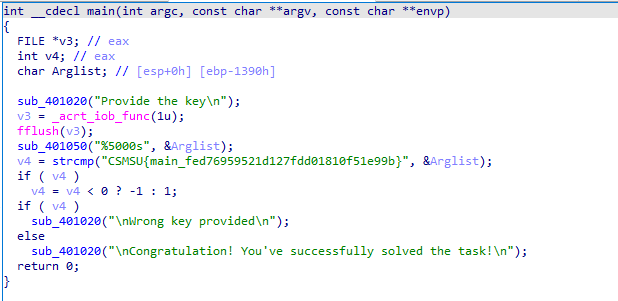 int __cdecl main(int argc, const char **argv, const char **envp)
{
  FILE *v3; // eax
  int v4; // eax
  char Arglist; // [esp+0h] [ebp-1390h]

  sub_401020("Provide the key\n");
  v3 = _acrt_iob_func(1u);
  fflush(v3);
  sub_401050("%5000s", &Arglist);
  v4 = strcmp("CSMSU{main_fed76959521d127fdd01810f51e99b}", &Arglist);
  if ( v4 )
    v4 = v4 < 0 ? -1 : 1;
  if ( v4 )
    sub_401020("\nWrong key provided\n");
  else
    sub_401020("\nCongratulation! You've successfully solved the task!\n");
  return 0;
}